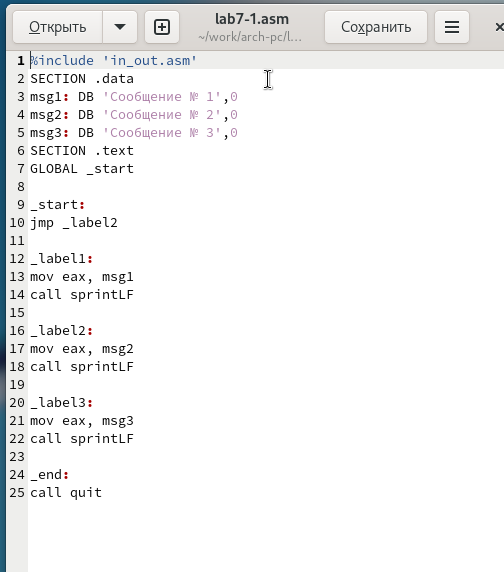 Открыть
lab7-1.asm
~/work/arch-pc/l...
Сохранить
1 %include 'in_out.asm'
2 SECTION .data
3 msg1: DB 'Сообщение № 1',0
4 msg2: DB 'Сообщение № 2',0
5 msg3: DB 'Сообщение № 3',0
6 SECTION .text
7 GLOBAL _start
8
9 _start:
10 jmp _label2
11
12 _label1:
13 mov eax, msg1
14 call sprintLF
15
16 _label2:
17 mov eax, msg2
18 call sprintLF
19
20 _label3:
21 mov eax, msg3
22 call sprintLF
23
24 _end:
25 call quit